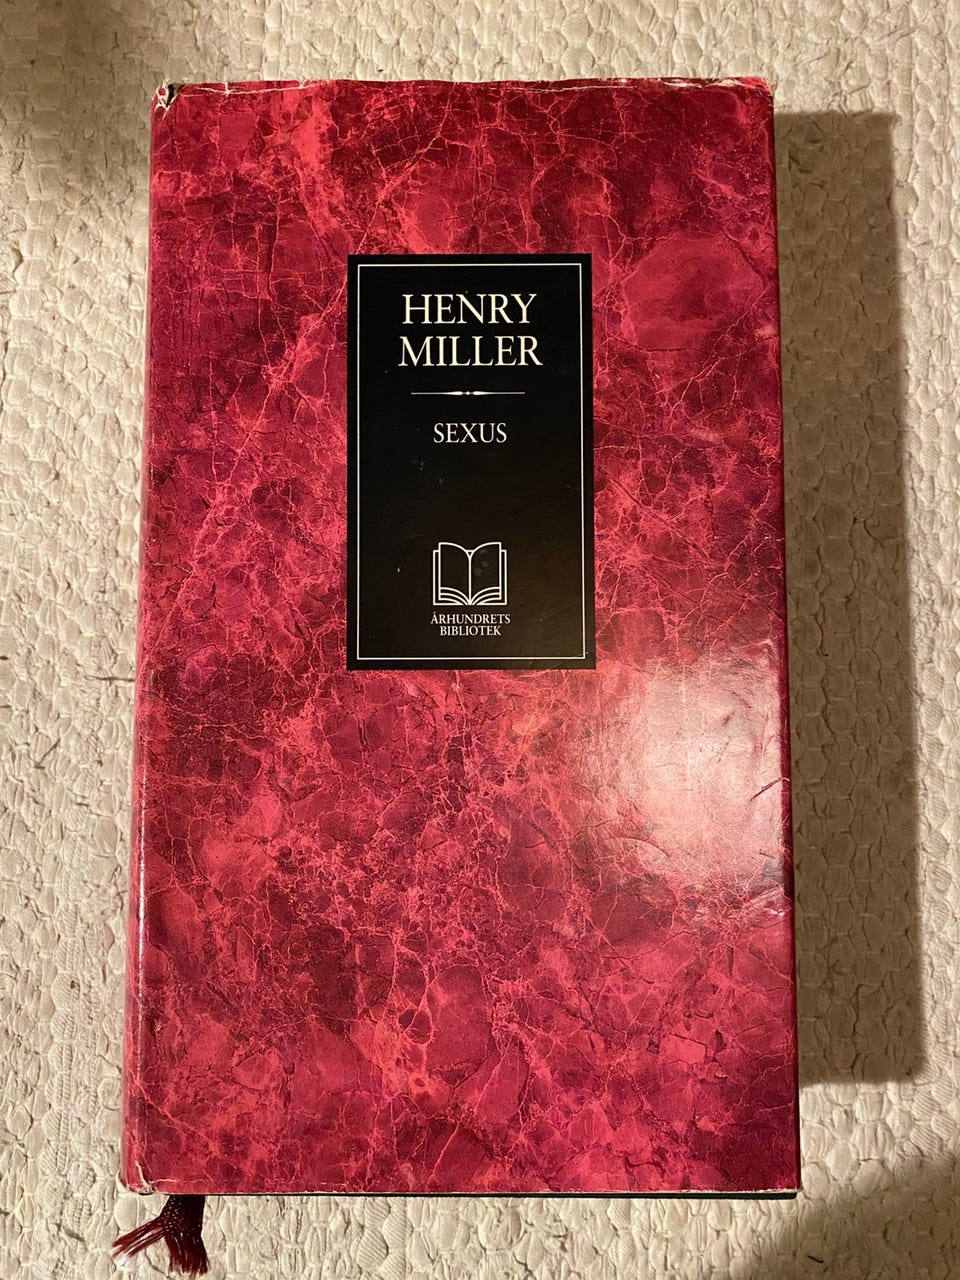 HENRY
MILLER
SEXUS
ÅRHUNDRETS
BIBLIOTEK